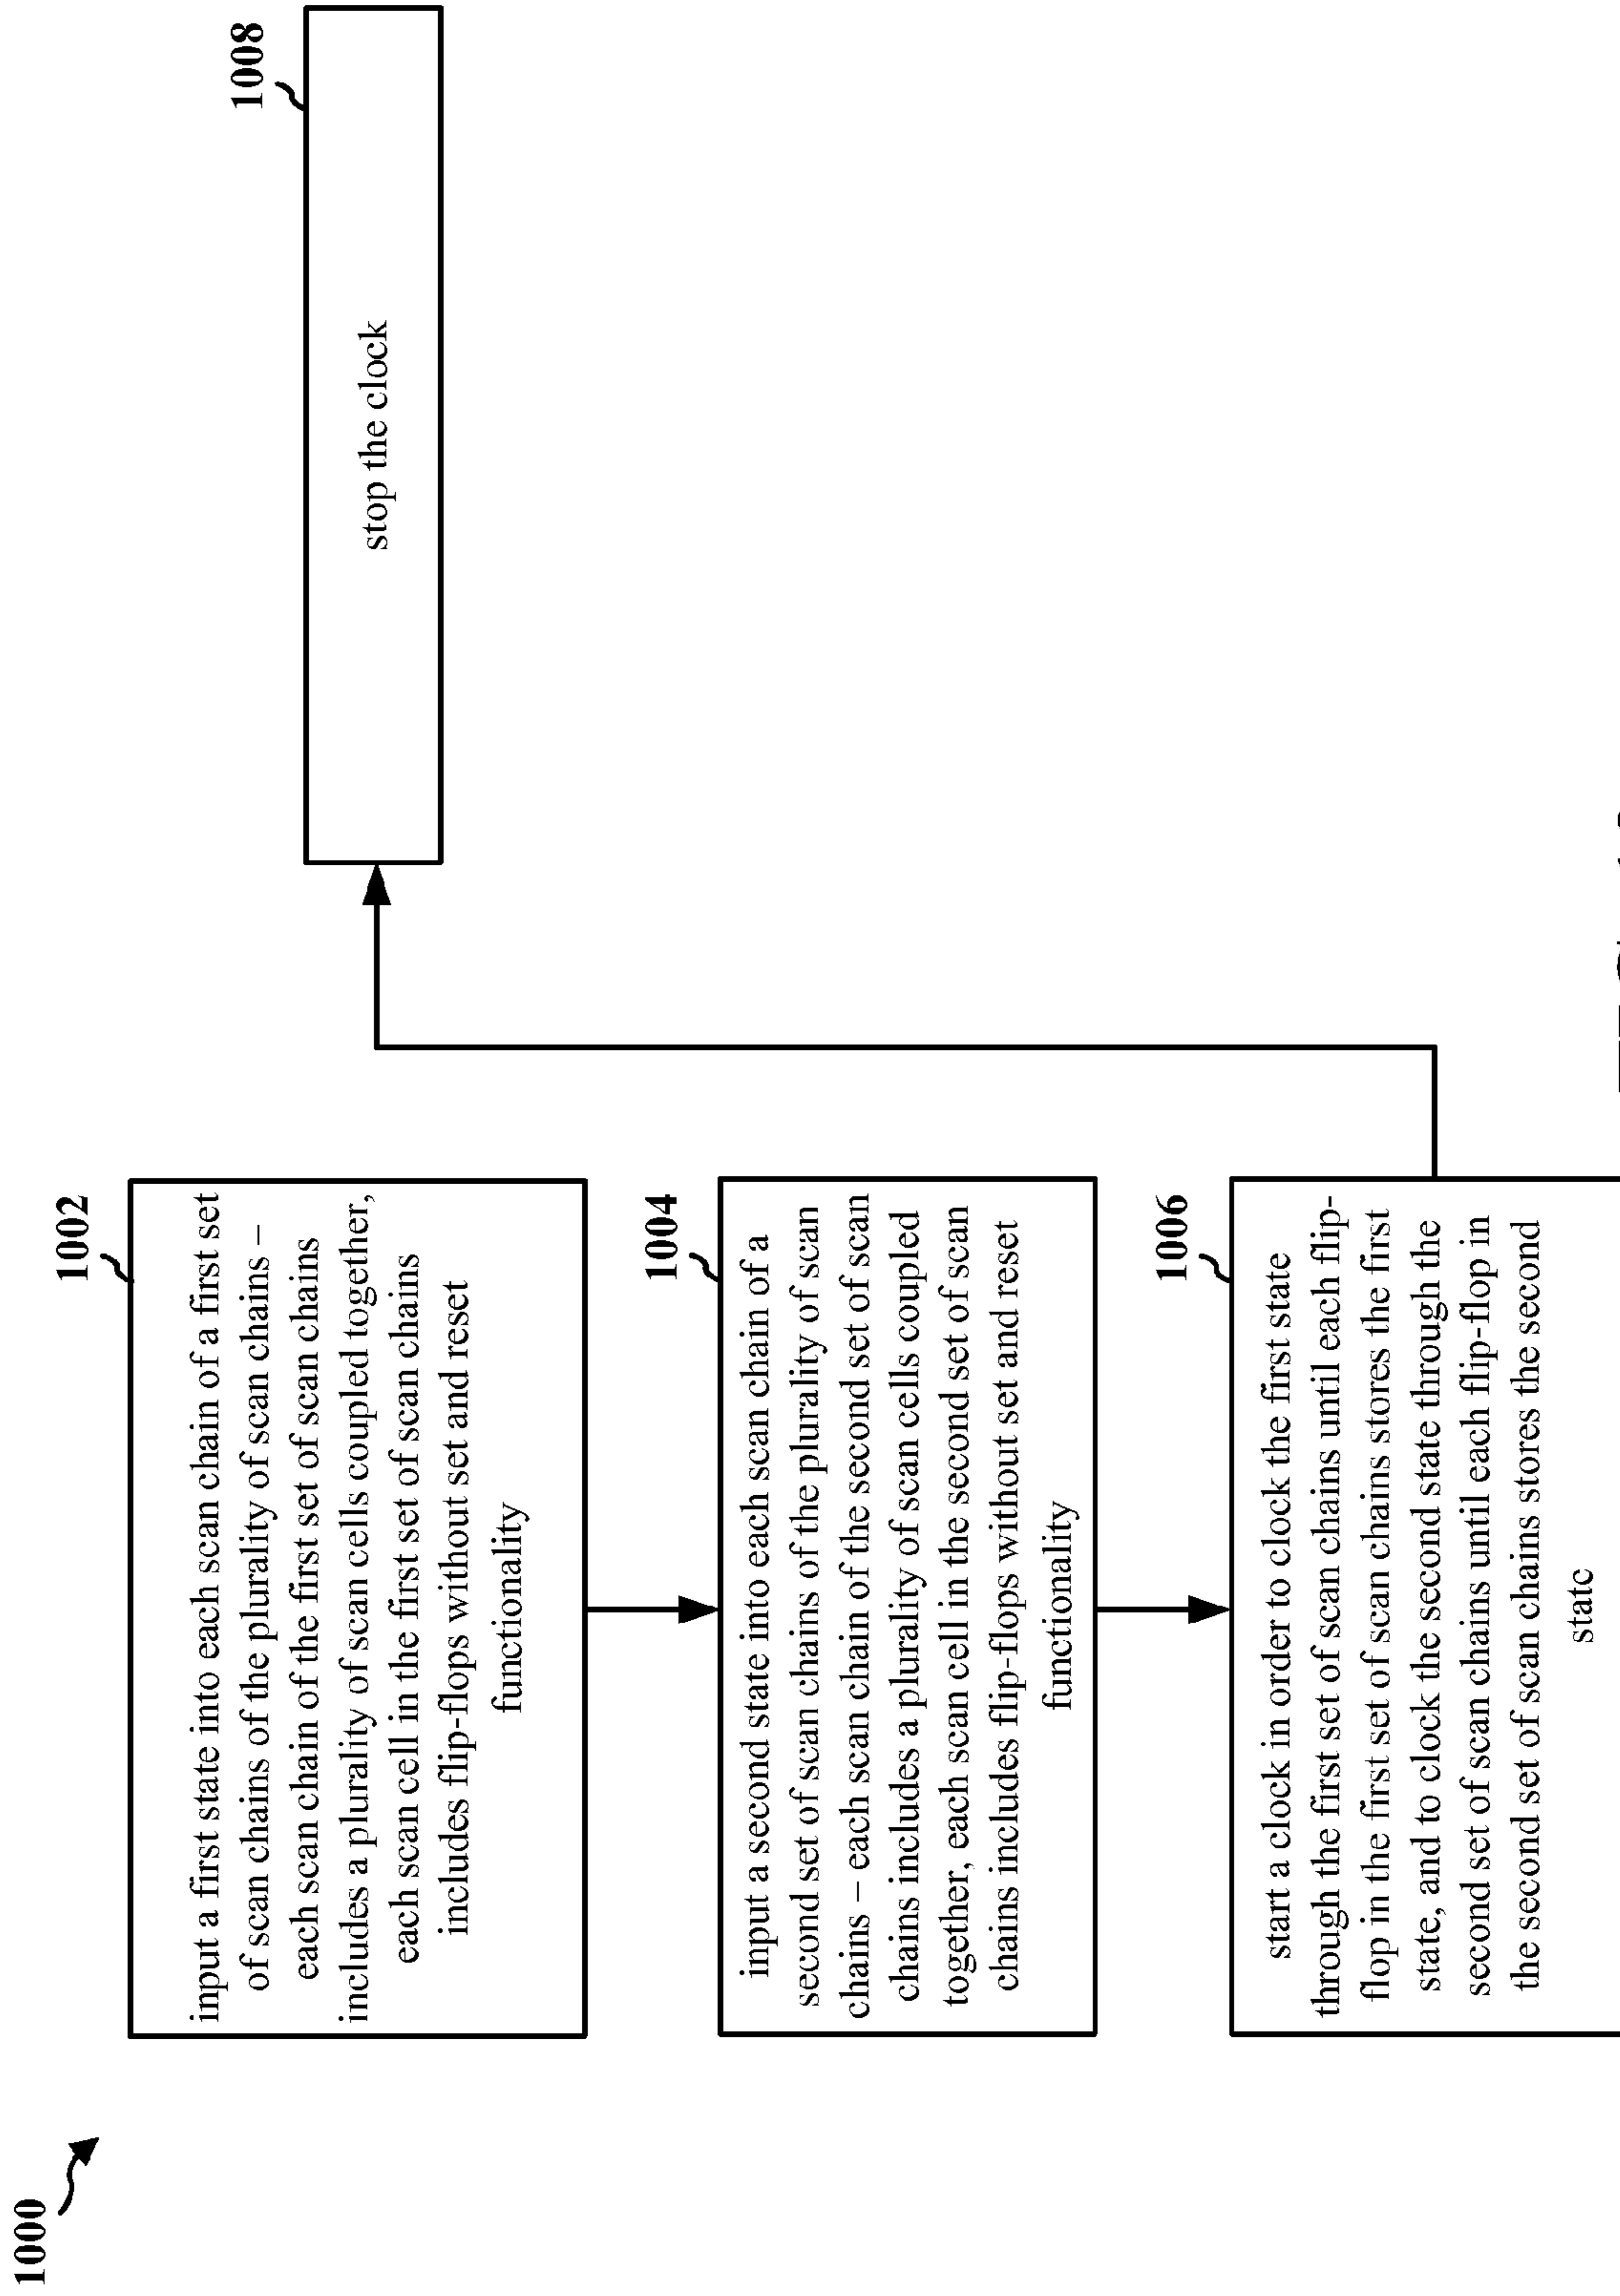 1000
1002
input a first state into each scan chain of a first set
of scan chains of the plurality of scan chains –
each scan chain of the first set of scan chains
includes a plurality of scan cells coupled together,
each scan cell in the first set of scan chains
includes flip-flops without set and reset
functionality
1004
input a second state into each scan chain of a
second set of scan chains of the plurality of scan
chains – each scan chain of the second set of scan
chains includes a plurality of scan cells coupled
together, each scan cell in the second set of scan
chains includes flip-flops without set and reset
functionality
1006
start a clock in order to clock the first state
through the first set of scan chains until each flip-
flop in the first set of scan chains stores the first
state, and to clock the second state through the
second set of scan chains until each flip-flop in
the second set of scan chains stores the second
state
1008
stop the clock